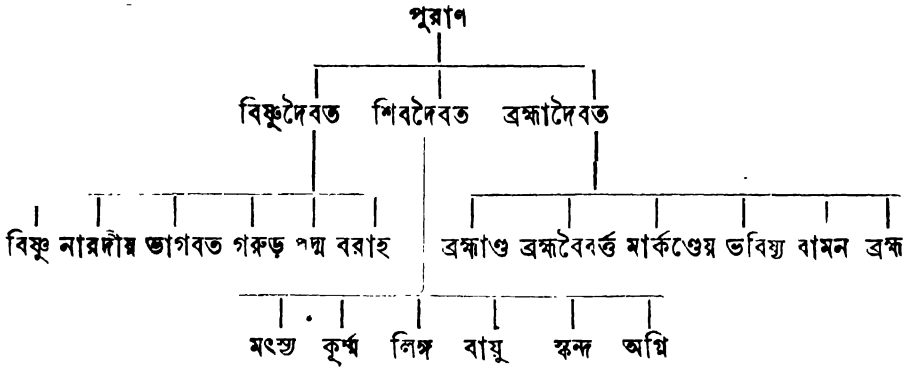 পুরাণ
বিষ্ণুদৈবত শিবদৈবত ব্রহ্মাদৈবত
বিষ্ণু নারদীয় ভাগবত গরুড় পদ্ম বরাহ ব্রহ্মাণ্ড ব্রহ্মবৈবর্ত্ত মার্কণ্ডেয় ভবিষ্য বামন ব্রহ্ম
মৎস্য কূর্ম্ম লিঙ্গ বায়ু স্কন্দ অগ্নি